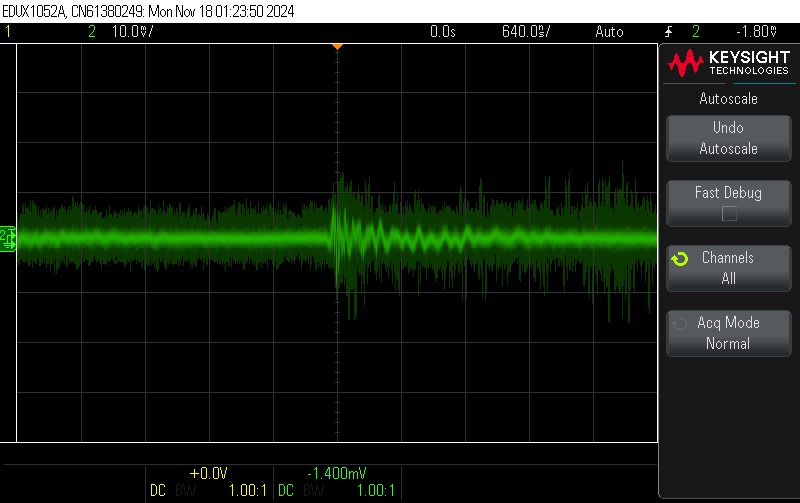 EDUX1052A, CN61380249: Mon Nov 18 01:23:50 2024
1 2 10.0V/ 0.0s 640.0s/ Auto 2 -1.80V
KEYSIGHT
TECHNOLOGIES
Autoscale
Undo
Autoscale
Fast Debug
Channels
All
Acq Mode
Normal
2
+0.0V -1.400mV
DC BW 1.00:1 DC BW 1.00:1